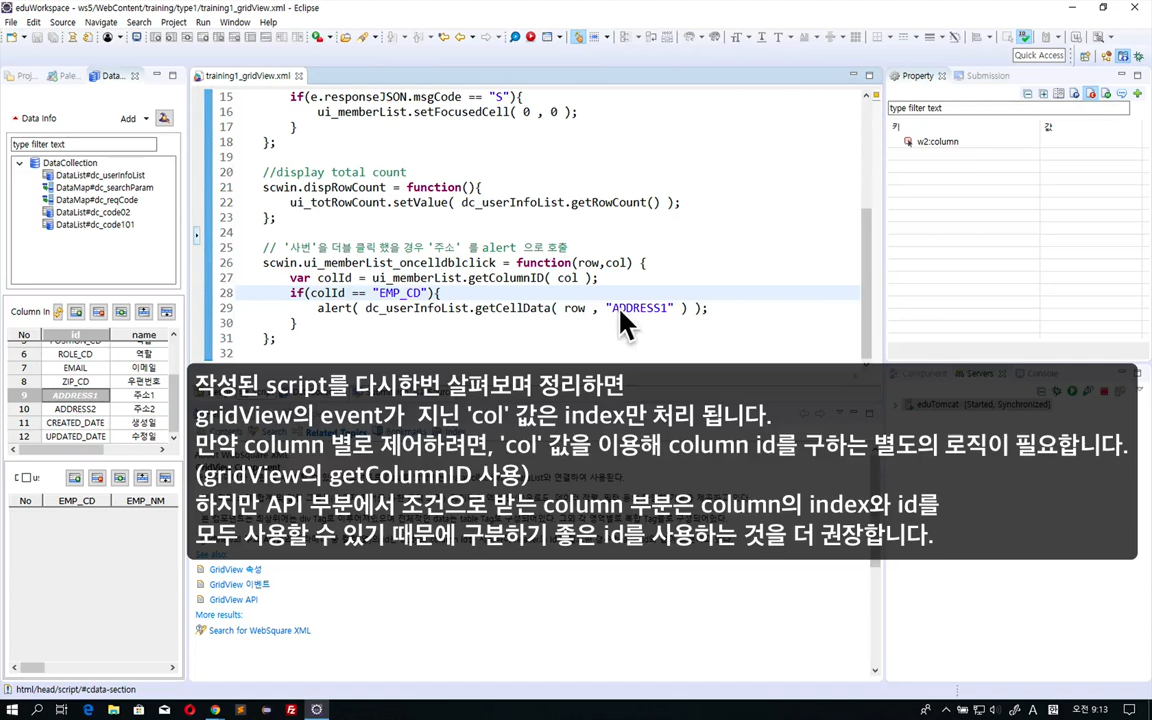 eduWorkspace - ws5/WebContent/training/type1/training1_gridView.xml - Eclipse
File Edit Source Navigate Search Project Run Window Help
Quick Access
Proj... Pale... Data...
training1_gridView.xml
Property Submission
Data Info Add
type filter text
DataCollection
DataList#dc_userInfoList
DataMap#dc_searchParam
DataMap#dc_reqCode
DataList#dc_code02
DataList#dc_code101
type filter text
키 값
w2:column
15 if(e.responseJSON.msgCode == "S"){
16 ui_memberList.setFocusedCell( 0 , 0 );
17 }
18 };
19
20 //display total count
21 scwin.dispRowCount = function(){
22 ui_totRowCount.setValue( dc_userInfoList.getRowCount() );
23 };
24
25 // '사번'을 더블 클릭 했을 경우 '주소' 를 alert 으로 호출
26 scwin.ui_memberList_oncelldblclick = function(row,col) {
27 var colId = ui_memberList.getColumnID( col );
28 if(colId == "EMP_CD"){
29 alert( dc_userInfoList.getCellData( row , "ADDRESS1" ) );
30 }
31 };
32
Column In
No id name
6 ROLE_CD 역할
7 EMAIL 이메일
8 ZIP_CD 우편번호
9 ADDRESS1 주소1
10 ADDRESS2 주소2
11 CREATED_DATE 생성일
12 UPDATED_DATE 수정일
No EMP_CD EMP_NM
Component Servers Console
eduTomcat [Started, Synchronized]
작성된 script를 다시한번 살펴보며 정리하면
gridView의 event가 지닌 'col' 값은 index만 처리 됩니다.
만약 column 별로 제어하려면, 'col' 값을 이용해 column id를 구하는 별도의 로직이 필요합니다.
(gridView의 getColumnID 사용)
하지만 API 부분에서 조건으로 받는 column 부분은 column의 index와 id를
모두 사용할 수 있기 때문에 구분하기 좋은 id를 사용하는 것을 더 권장합니다.
See also:
GridView 속성
GridView 이벤트
GridView API
More results:
Search for WebSquare XML
html/head/script/#cdata-section
A 오전 9:13